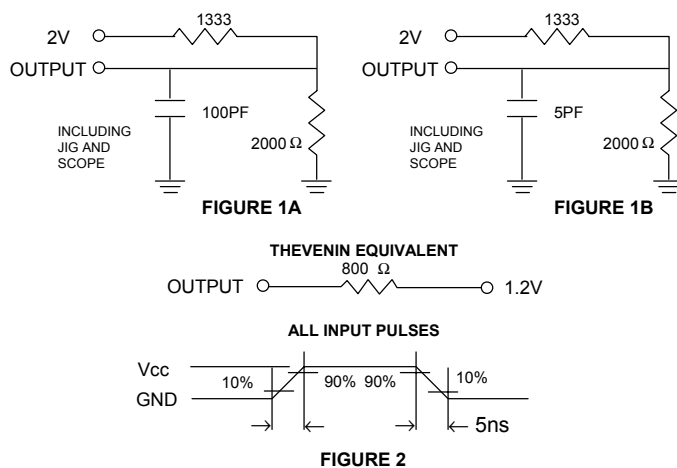 1333
2V
OUTPUT
100PF
INCLUDING
JIG AND
SCOPE
2000 Ω
FIGURE 1A
1333
2V
OUTPUT
5PF
INCLUDING
JIG AND
SCOPE
2000 Ω
FIGURE 1B
THEVENIN EQUIVALENT
800 Ω
OUTPUT 1.2V
ALL INPUT PULSES
Vcc
10% 90% 90% 10%
GND
5ns
FIGURE 2